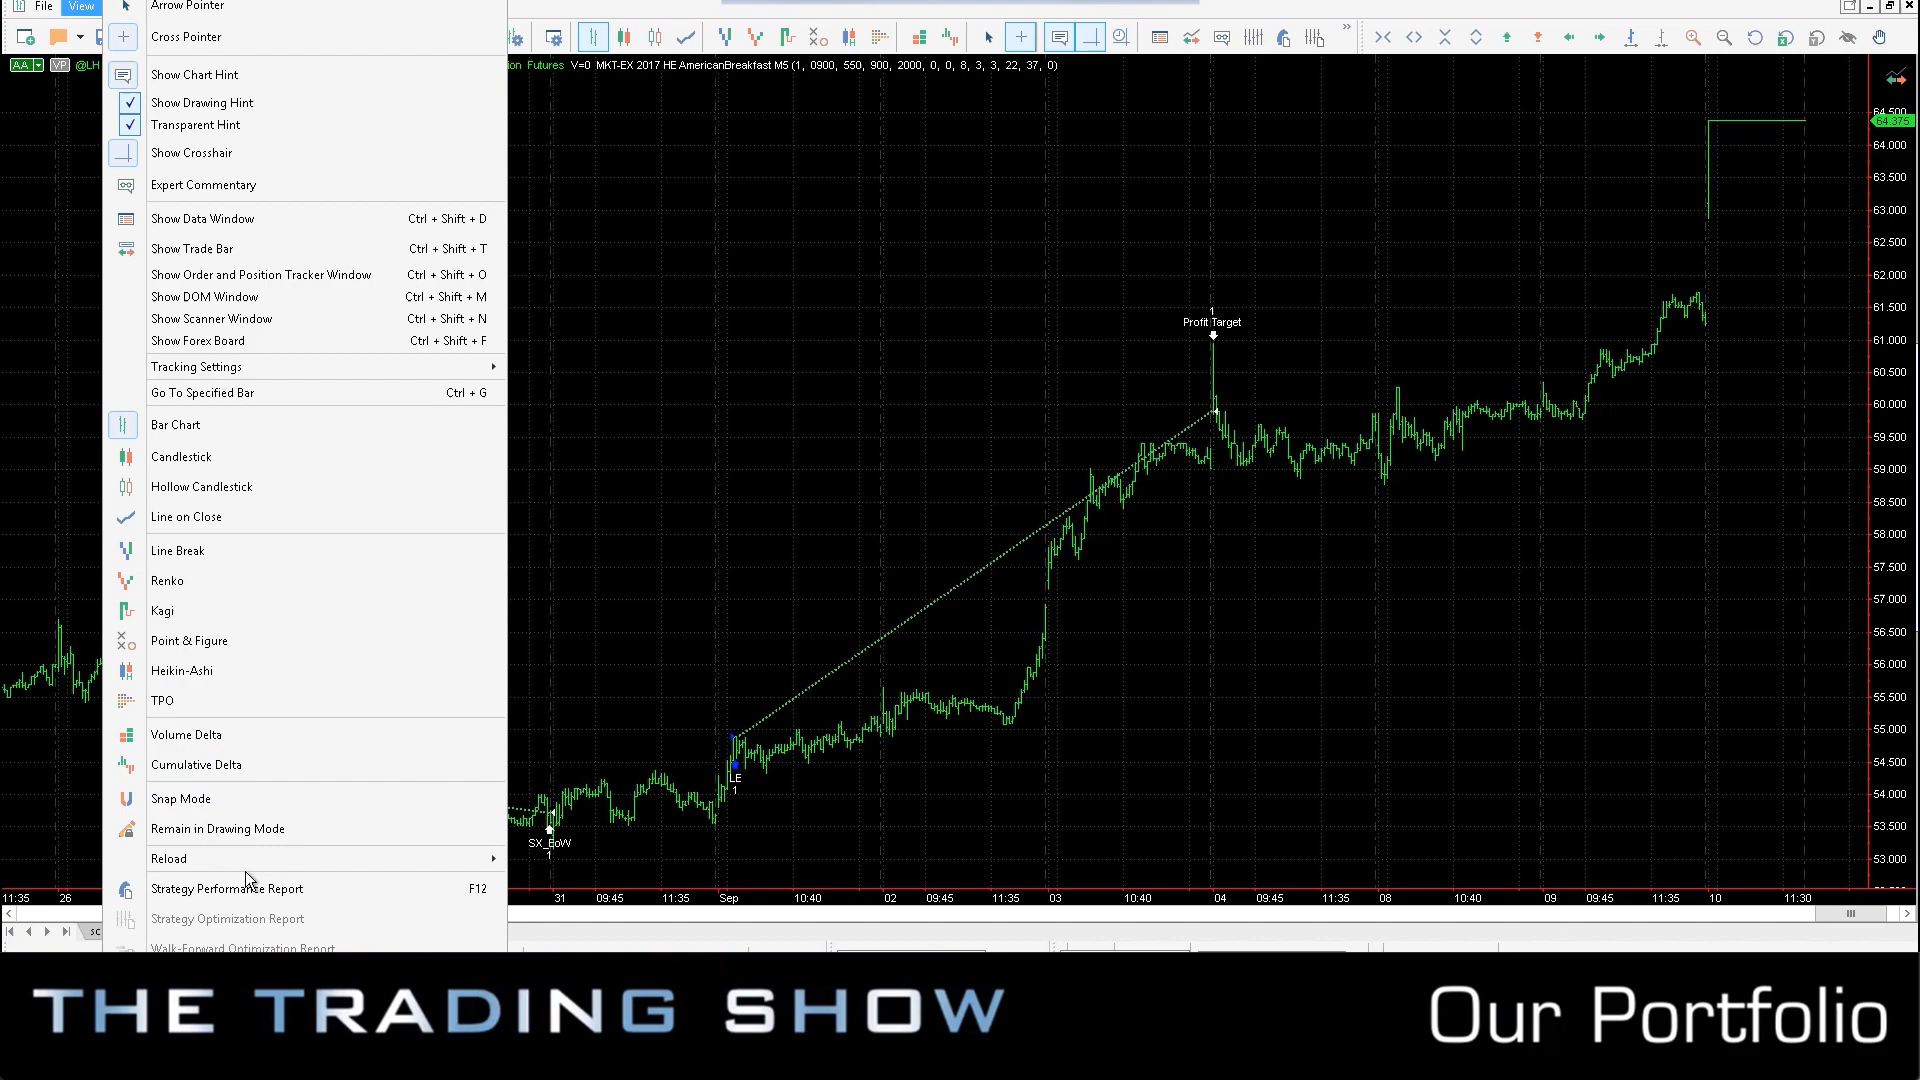 File View
Arrow Pointer
Cross Pointer
AA VP @LH
ion Futures V=0 MKT-EX 2017 HE AmericanBreakfast M5 (1, 0900, 550, 900, 2000, 0, 0, 8, 3, 3, 22, 37, 0)
Show Chart Hint
Show Drawing Hint
Transparent Hint
Show Crosshair
Expert Commentary
Show Data Window Ctrl + Shift + D
Show Trade Bar Ctrl + Shift + T
Show Order and Position Tracker Window Ctrl + Shift + O
Show DOM Window Ctrl + Shift + M
Show Scanner Window Ctrl + Shift + N
Show Forex Board Ctrl + Shift + F
Tracking Settings
Go To Specified Bar Ctrl + G
Bar Chart
Candlestick
Hollow Candlestick
Line on Close
Line Break
Renko
Kagi
Point & Figure
Heikin-Ashi
TPO
Volume Delta
Cumulative Delta
Snap Mode
Remain in Drawing Mode
Reload
Strategy Performance Report F12
Strategy Optimization Report
Walk-Forward Optimization Report
1
Profit Target
LE
1
SX_EoW
1
64.500
64.375
64.000
63.500
63.000
62.500
62.000
61.500
61.000
60.500
60.000
59.500
59.000
58.500
58.000
57.500
57.000
56.500
56.000
55.500
55.000
54.500
54.000
53.500
53.000
11:35 26 31 09:45 11:35 Sep 10:40 02 09:45 11:35 03 10:40 04 09:45 11:35 08 10:40 09 09:45 11:35 10 11:30
sc
THE TRADING SHOW
Our Portfolio